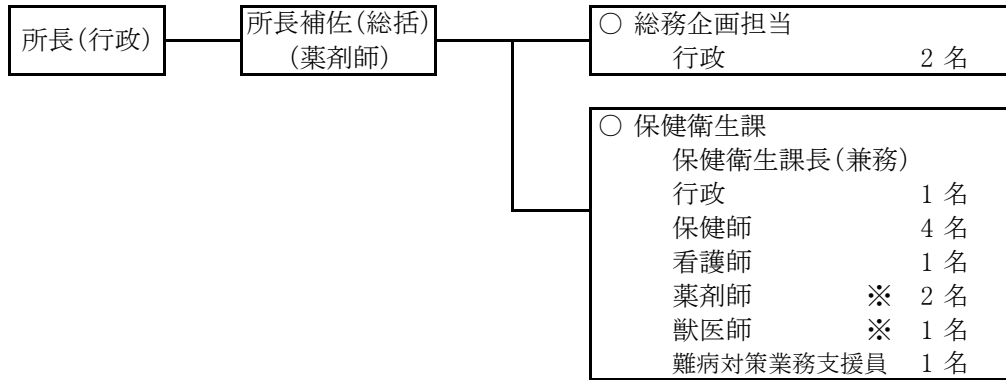 所長(行政)
所長補佐(総括)
(薬剤師)
○ 総務企画担当
行政 2 名
○ 保健衛生課
保健衛生課長(兼務)
行政 1 名
保健師 4 名
看護師 1 名
薬剤師 ※ 2 名
獣医師 ※ 1 名
難病対策業務支援員 1 名